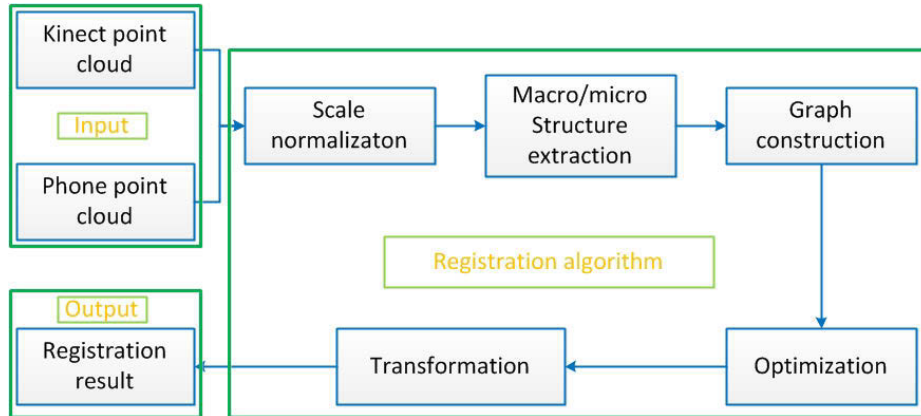 Kinect point
cloud
Input
Phone point
cloud
Scale
normalizaton
Macro/micro
Structure
extraction
Graph
construction
Registration algorithm
Output
Registration
result
Transformation
Optimization